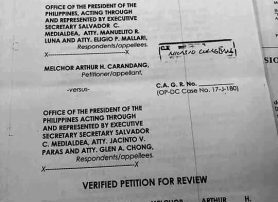 OFFICE OF THE PRESIDENT OF THE
PHILIPPINES, ACTING THROUGH
AND REPRESENTED BY EXECUTIVE
SECRETARY SALVADOR C.
MEDIALDEA, ATTY. MANUELITO R.
LUNA AND ATTY. ELIGIO P. MALLARI,
Respondents/appellees.
X
X
MELCHOR ARTHUR H. CARANDANG,
Petitioner/appellant,
-versus-
C.A. G. R. No.
(OP-DC Case No. 17-J-180)
OFFICE OF THE PRESIDENT OF THE
PHILIPPINES ACTING THROUGH
AND REPRESENTED BY EXECUTIVE
SECRETARY SECRETARY SALVADOR
C. MEDIALDEA, ATTY. JACINTO V.
PARAS AND ATTY. GLEN A. CHONG,
Respondents/appellees.
X
X
VERIFIED PETITION FOR REVIEW
ARTHUR H.